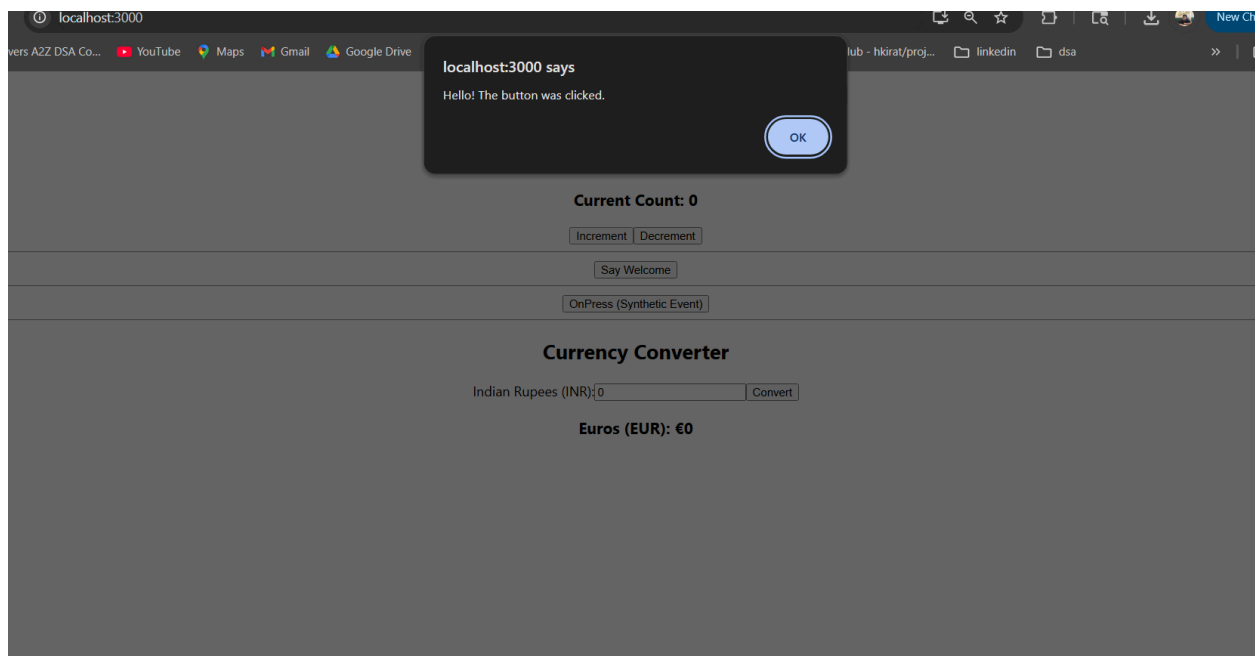 localhost:3000
New Ch
vers A2Z DSA Co... YouTube Maps Gmail Google Drive lub - hkirat/proj... linkedin dsa »
localhost:3000 says
Hello! The button was clicked.
OK
Current Count: 0
Increment Decrement
Say Welcome
OnPress (Synthetic Event)
Currency Converter
Indian Rupees (INR): 0 Convert
Euros (EUR): €0